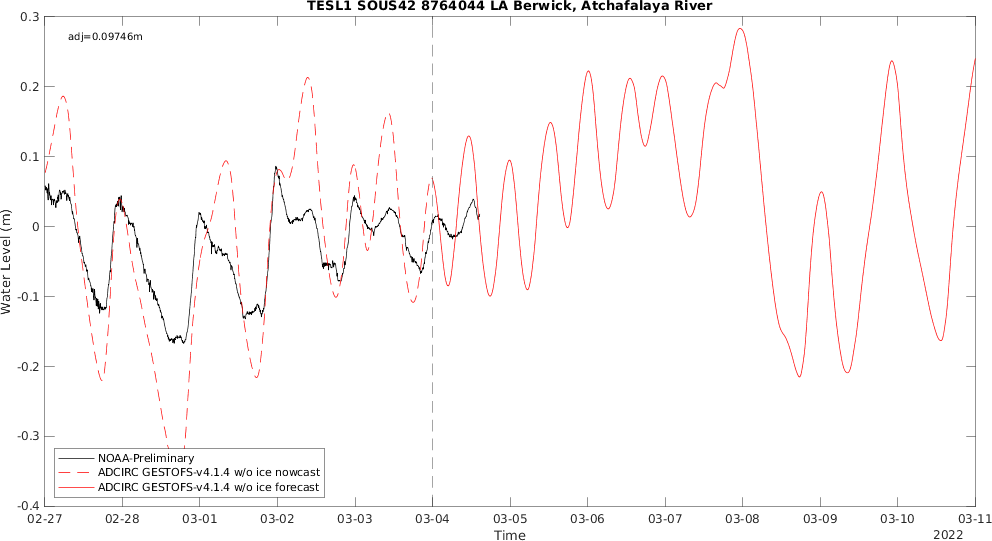 TESL1 SOUS42 8764044 LA Berwick, Atchafalaya River
adj=0.09746m
0.3
0.2
0.1
0
-0.1
-0.2
-0.3
-0.4
Water Level (m)
NOAA-Preliminary
ADCIRC GESTOFS-v4.1.4 w/o ice nowcast
ADCIRC GESTOFS-v4.1.4 w/o ice forecast
02-27 02-28 03-01 03-02 03-03 03-04 03-05 03-06 03-07 03-08 03-09 03-10 03-11
Time
2022